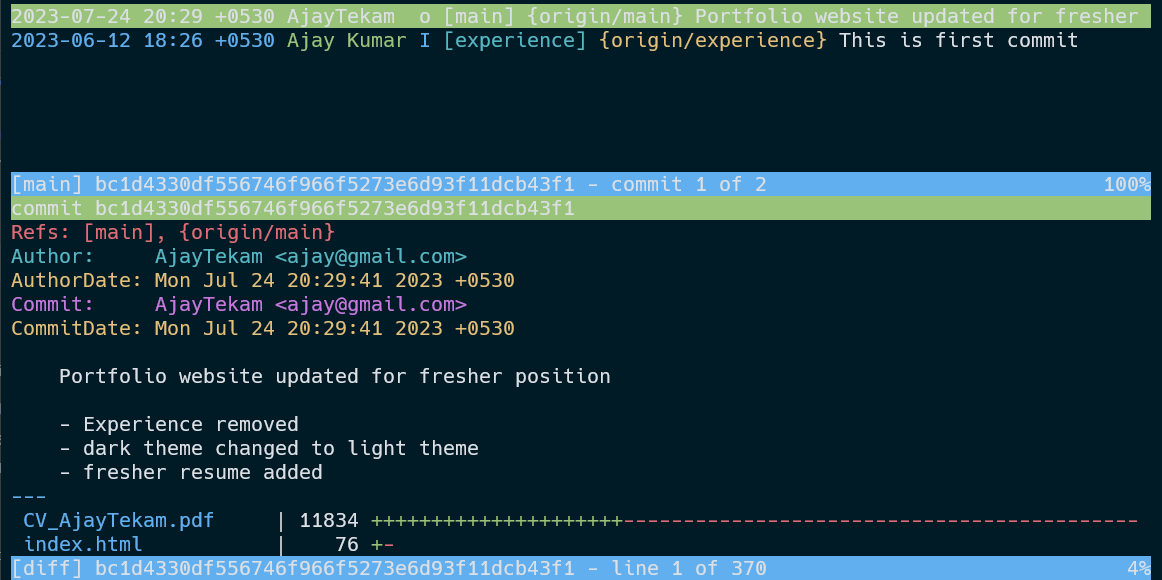 2023-07-24 20:29 +0530 AjayTekam  o [main] {origin/main} Portfolio website updated for fresher
2023-06-12 18:26 +0530 Ajay Kumar I [experience] {origin/experience} This is first commit
[main] bc1d4330df556746f966f5273e6d93f11dcb43f1 - commit 1 of 2 100%
commit bc1d4330df556746f966f5273e6d93f11dcb43f1
Refs: [main], {origin/main}
Author:     AjayTekam <ajay@gmail.com>
AuthorDate: Mon Jul 24 20:29:41 2023 +0530
Commit:     AjayTekam <ajay@gmail.com>
CommitDate: Mon Jul 24 20:29:41 2023 +0530
Portfolio website updated for fresher position
- Experience removed
- dark theme changed to light theme
- fresher resume added
---
CV_AjayTekam.pdf     | 11834 +++++++++++++++++++++-------------------------------------------
index.html           |    76 +-
[diff] bc1d4330df556746f966f5273e6d93f11dcb43f1 - line 1 of 370 4%